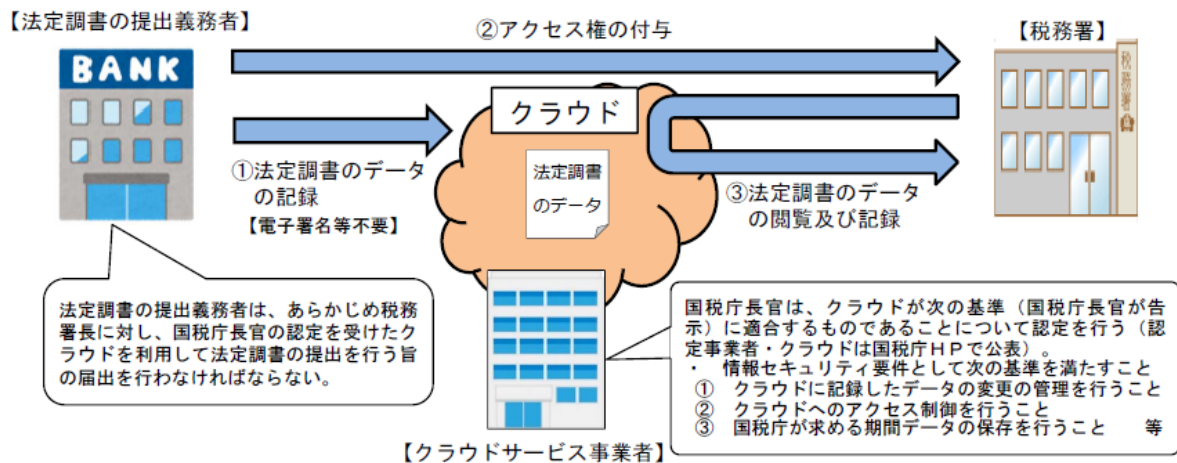 【法定調書の提出義務者】
②アクセス権の付与
【税務署】
BANK
税務署
クラウド
①法定調書のデータ
の記録
【電子署名等不要】
法定調書
のデータ
③法定調書のデータ
の閲覧及び記録
法定調書の提出義務者は、あらかじめ税務
署長に対し、国税庁長官の認定を受けたク
ラウドを利用して法定調書の提出を行う旨
の届出を行わなければならない。
国税庁長官は、クラウドが次の基準（国税庁長官が告
示）に適合するものであることについて認定を行う（認
定事業者・クラウドは国税庁ＨＰで公表）。
・ 情報セキュリティ要件として次の基準を満たすこと
① クラウドに記録したデータの変更の管理を行うこと
② クラウドへのアクセス制御を行うこと
③ 国税庁が求める期間データの保存を行うこと 等
【クラウドサービス事業者】